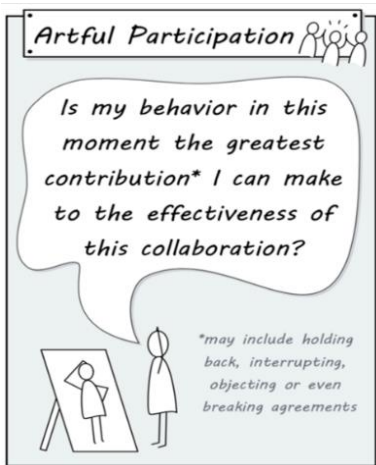 Artful Participation
Is my behavior in this
moment the greatest
contribution* I can make
to the effectiveness of
this collaboration?
*may include holding
back, interrupting,
objecting or even
breaking agreements